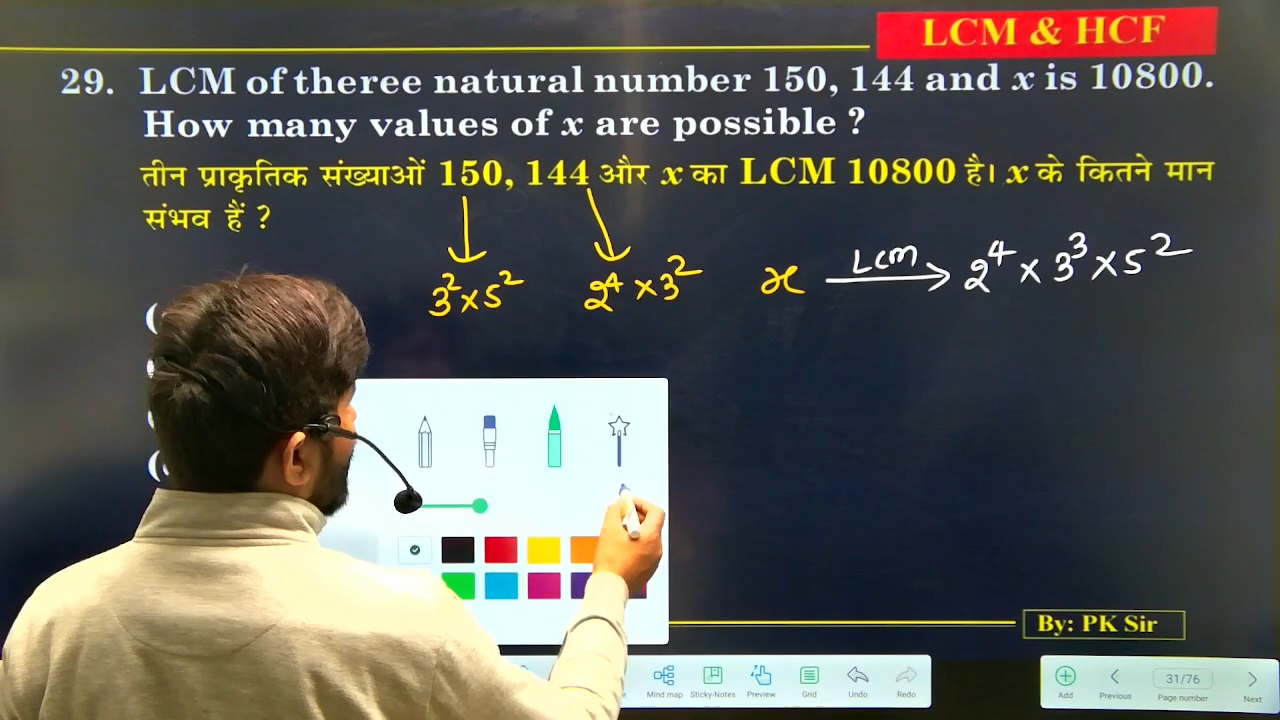 LCM & HCF
29. LCM of theree natural number 150, 144 and x is 10800.
How many values of x are possible ?
तीन प्राकृतिक संख्याओं 150, 144 और x का LCM 10800 है। x के कितने मान
संभव हैं ?
3² × 5² 2⁴ × 3² x LCM → 2⁴ × 3³ × 5²
By: PK Sir
Mind map Sticky-Notes Preview Grid Undo Redo
Add Previous 31/76 Page number Next